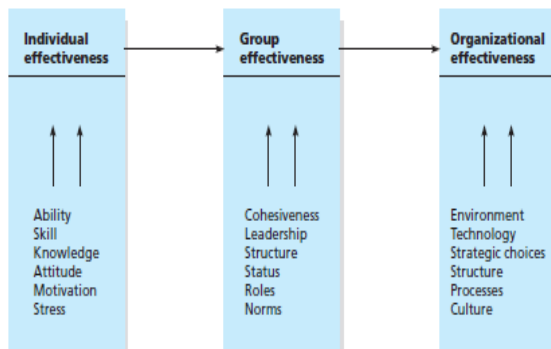 Individual
effectiveness
Ability
Skill
Knowledge
Attitude
Motivation
Stress
Group
effectiveness
Cohesiveness
Leadership
Structure
Status
Roles
Norms
Organizational
effectiveness
Environment
Technology
Strategic choices
Structure
Processes
Culture